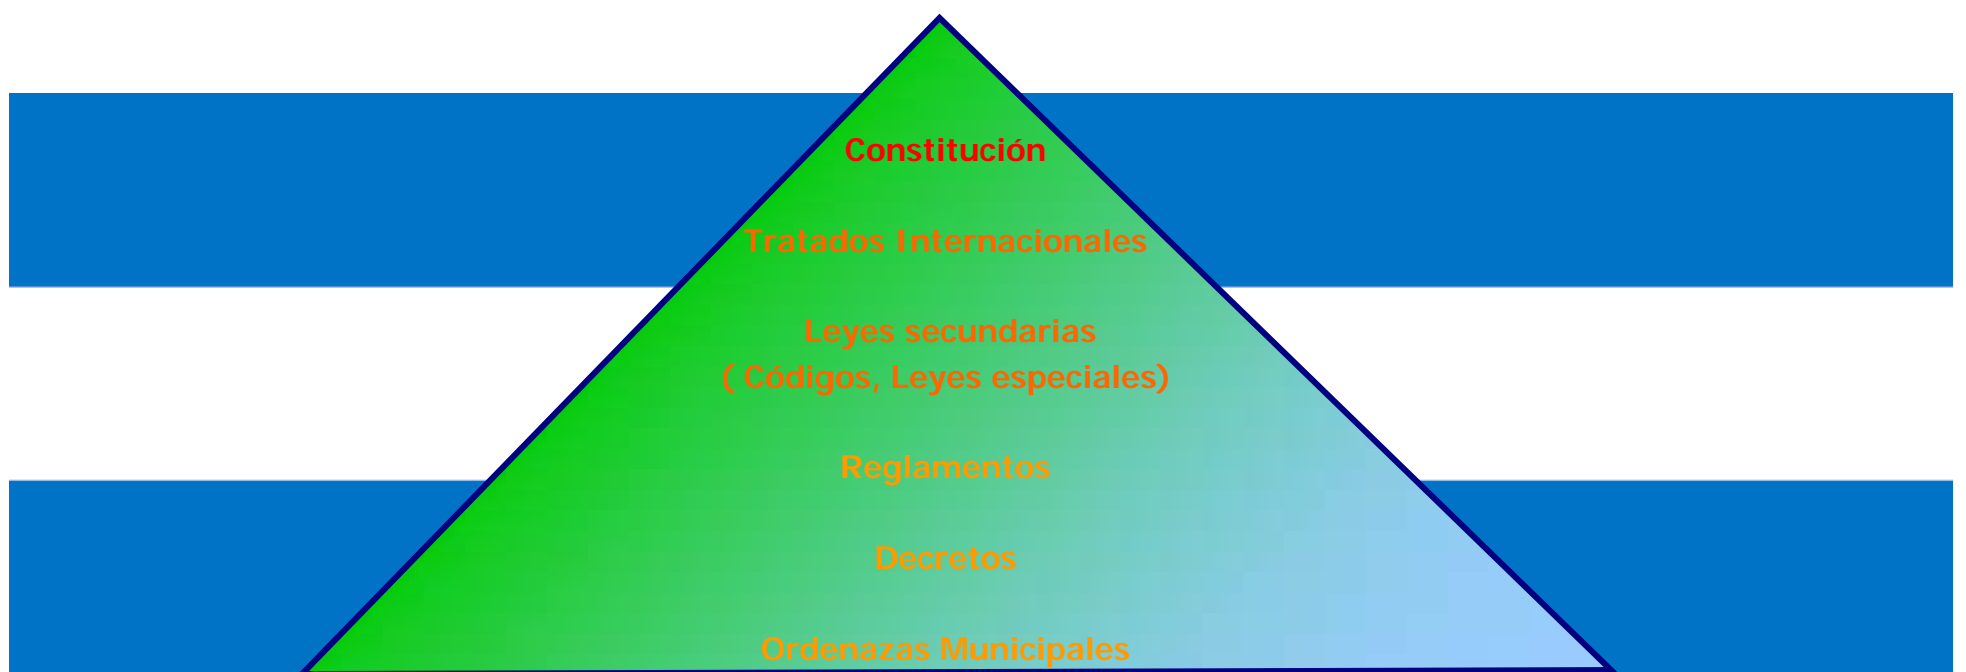 Constitución
Tratados Internacionales
Leyes secundarias
( Códigos, Leyes especiales)
Reglamentos
Decretos
Ordenazas Municipales